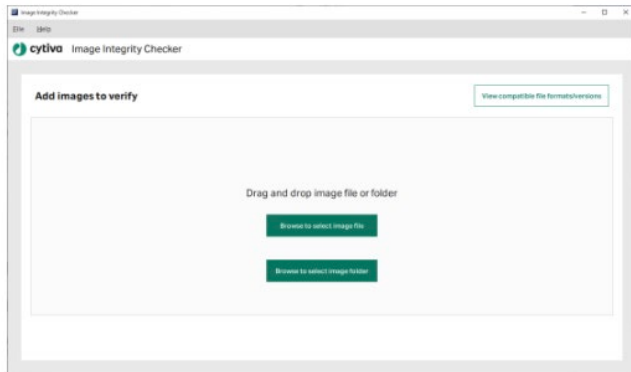 Image Integrity Checker
File Help
cytiva Image Integrity Checker
Add images to verify
View compatible file formats/versions
Drag and drop image file or folder
Browse to select image file
Browse to select image folder